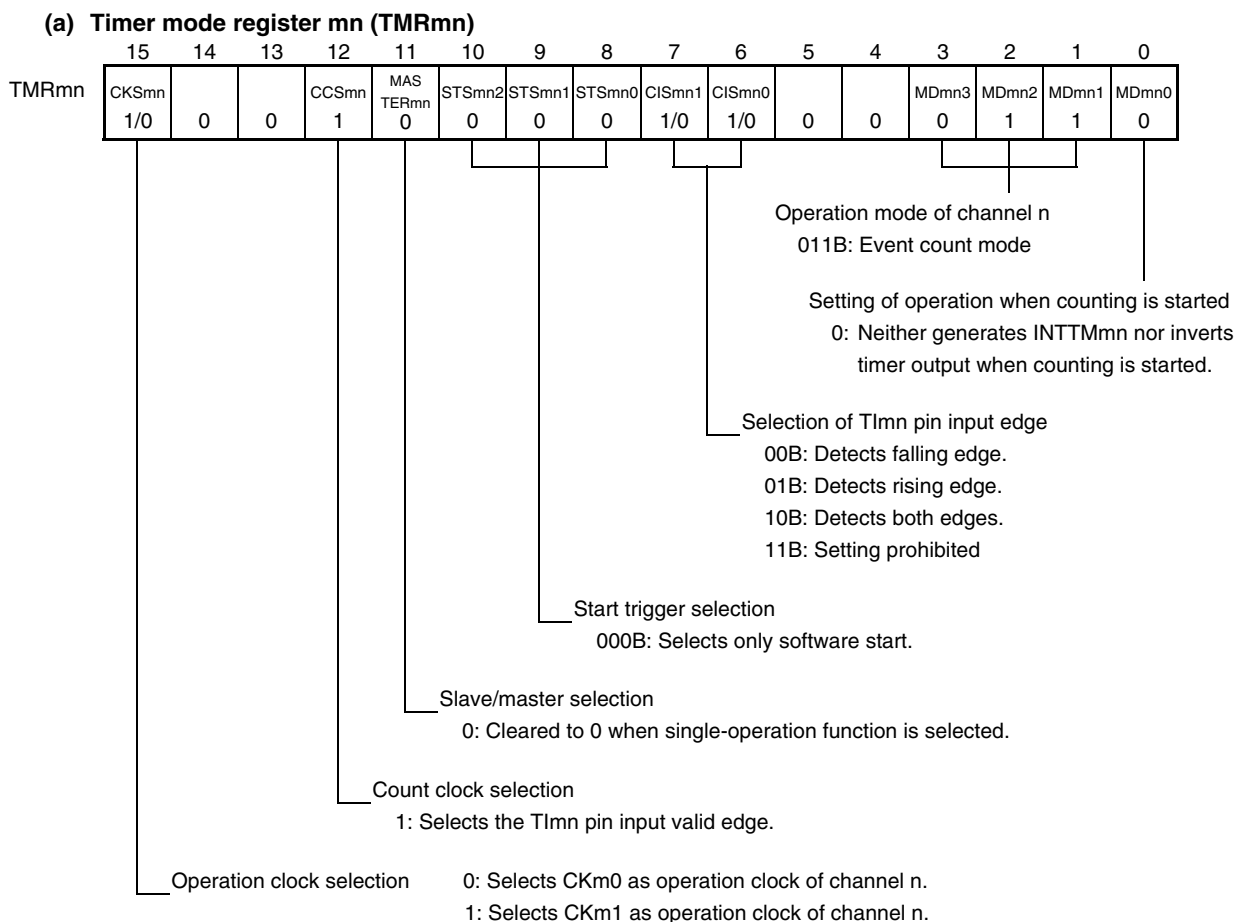 (a) Timer mode register mn (TMRmn)
15 14 13 12 11 10 9 8 7 6 5 4 3 2 1 0
TMRmn CKSmn CCSmn MAS TERmn STSmn2 STSmn1 STSmn0 CISmn1 CISmn0 MDmn3 MDmn2 MDmn1 MDmn0
1/0 0 0 1 0 0 0 0 1/0 1/0 0 0 0 1 1 0
Operation mode of channel n
011B: Event count mode
Setting of operation when counting is started
0: Neither generates INTTMmn nor inverts
timer output when counting is started.
Selection of TImn pin input edge
00B: Detects falling edge.
01B: Detects rising edge.
10B: Detects both edges.
11B: Setting prohibited
Start trigger selection
000B: Selects only software start.
Slave/master selection
0: Cleared to 0 when single-operation function is selected.
Count clock selection
1: Selects the TImn pin input valid edge.
Operation clock selection 0: Selects CKm0 as operation clock of channel n.
1: Selects CKm1 as operation clock of channel n.